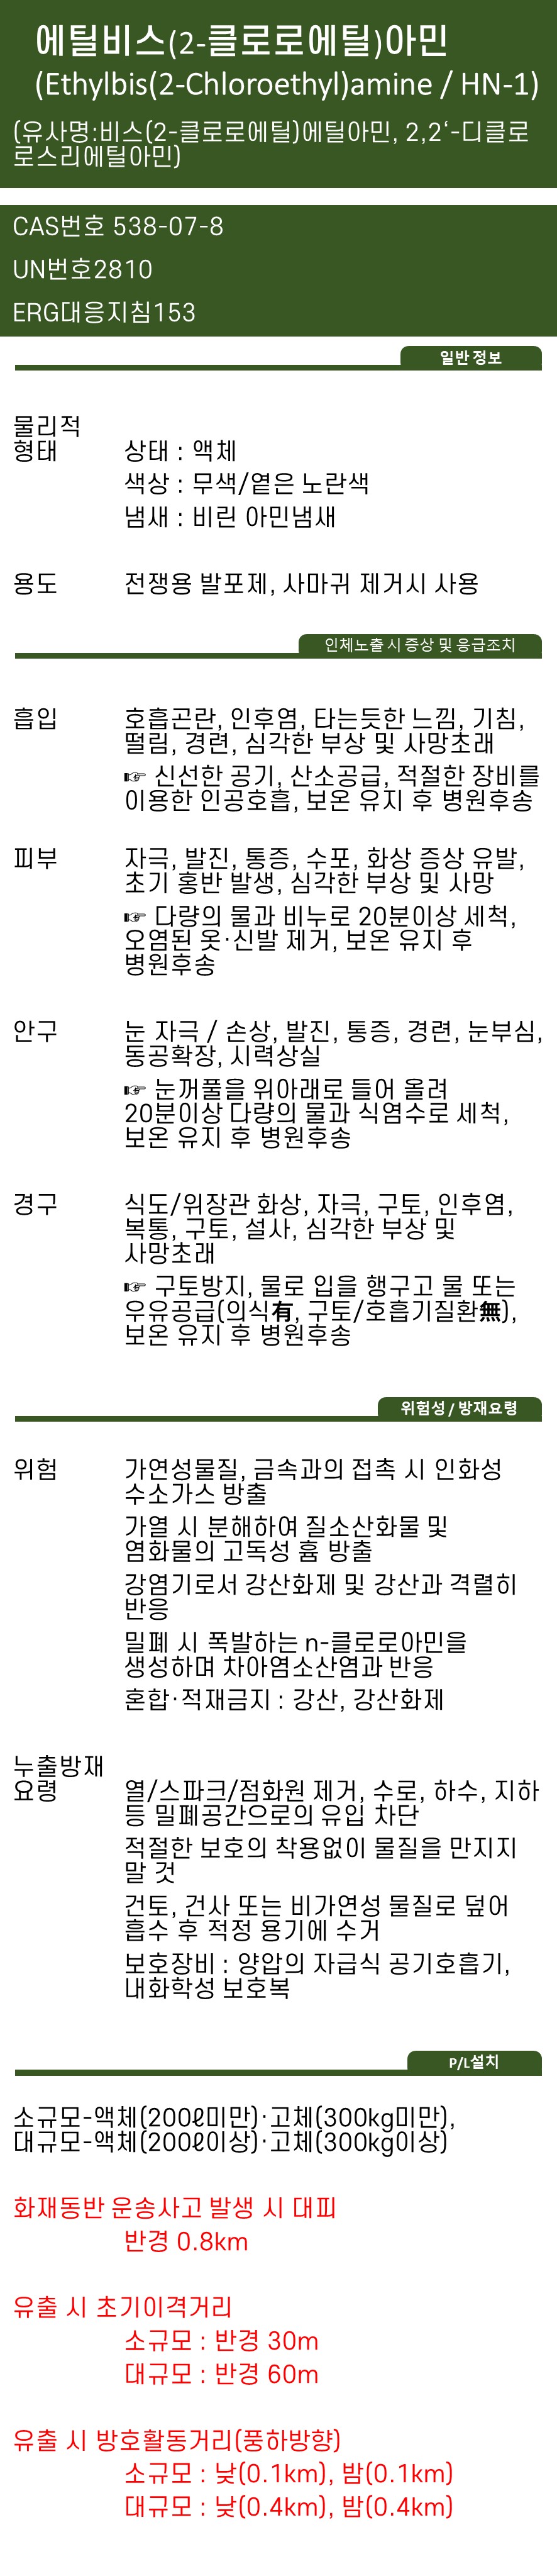 에틸비스(2-클로로에틸)아민
(Ethylbis(2-Chloroethyl)amine / HN-1)
(유사명:비스(2-클로로에틸)에틸아민, 2,2‘-디클로
로스리에틸아민)
CAS번호 538-07-8
UN번호2810
ERG대응지침153
일반 정보
물리적
형태
상태 : 액체
색상 : 무색/옅은 노란색
냄새 : 비린 아민냄새
용도
전쟁용 발포제, 사마귀 제거시 사용
인체노출 시 증상 및 응급조치
흡입
호흡곤란, 인후염, 타는듯한 느낌, 기침,
떨림, 경련, 심각한 부상 및 사망초래
☞ 신선한 공기, 산소공급, 적절한 장비를
이용한 인공호흡, 보온 유지 후 병원후송
피부
자극, 발진, 통증, 수포, 화상 증상 유발,
초기 홍반 발생, 심각한 부상 및 사망
☞ 다량의 물과 비누로 20분이상 세척,
오염된 옷·신발 제거, 보온 유지 후
병원후송
안구
눈 자극 / 손상, 발진, 통증, 경련, 눈부심,
동공확장, 시력상실
☞ 눈꺼풀을 위아래로 들어 올려
20분이상 다량의 물과 식염수로 세척,
보온 유지 후 병원후송
경구
식도/위장관 화상, 자극, 구토, 인후염,
복통, 구토, 설사, 심각한 부상 및
사망초래
☞ 구토방지, 물로 입을 행구고 물 또는
우유공급(의식有, 구토/호흡기질환無),
보온 유지 후 병원후송
위험성 / 방재요령
위험
가연성물질, 금속과의 접촉 시 인화성
수소가스 방출
가열 시 분해하여 질소산화물 및
염화물의 고독성 흄 방출
강염기로서 강산화제 및 강산과 격렬히
반응
밀폐 시 폭발하는 n-클로로아민을
생성하며 차아염소산염과 반응
혼합·적재금지 : 강산, 강산화제
누출방재
요령
열/스파크/점화원 제거, 수로, 하수, 지하
등 밀폐공간으로의 유입 차단
적절한 보호의 착용없이 물질을 만지지
말 것
건토, 건사 또는 비가연성 물질로 덮어
흡수 후 적정 용기에 수거
보호장비 : 양압의 자급식 공기호흡기,
내화학성 보호복
P/L설치
소규모-액체(200ℓ미만)·고체(300kg미만),
대규모-액체(200ℓ이상)·고체(300kg이상)
화재동반 운송사고 발생 시 대피
반경 0.8km
유출 시 초기이격거리
소규모 : 반경 30m
대규모 : 반경 60m
유출 시 방호활동거리(풍하방향)
소규모 : 낮(0.1km), 밤(0.1km)
대규모 : 낮(0.4km), 밤(0.4km)